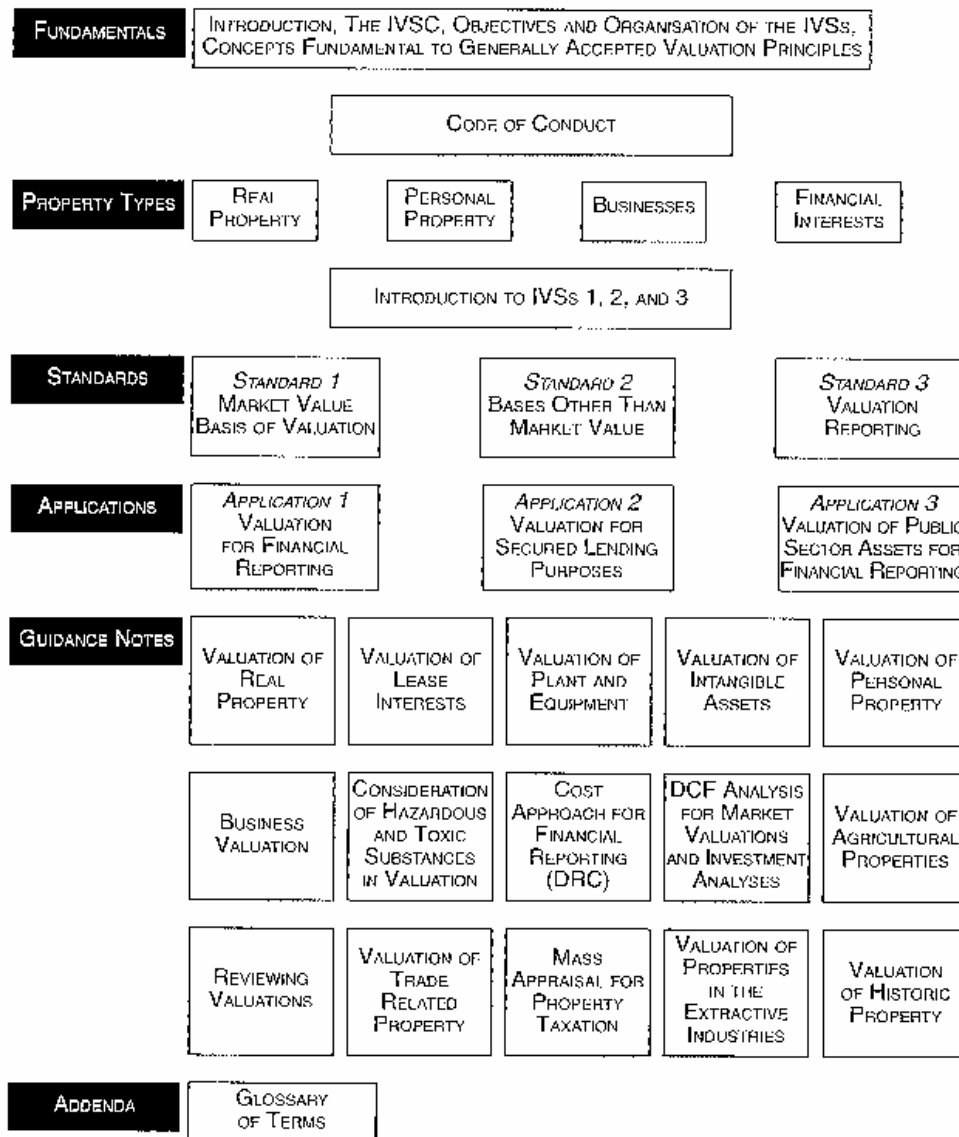 FUNDAMENTALS
INTRODUCTION, THE IVSC, OBJECTIVES AND ORGANISATION OF THE IVSS,
CONCEPTS FUNDAMENTAL TO GENERALLY ACCEPTED VALUATION PRINCIPLES
CODE OF CONDUCT
PROPERTY TYPES
REAL
PROPERTY
PERSONAL
PROPERTY
BUSINESSES
FINANCIAL
INTERESTS
INTRODUCTION TO IVSS 1, 2, AND 3
STANDARDS
STANDARD 1
MARKET VALUE
BASIS OF VALUATION
STANDARD 2
BASES OTHER THAN
MARKET VALUE
STANDARD 3
VALUATION
REPORTING
APPLICATIONS
APPLICATION 1
VALUATION
FOR FINANCIAL
REPORTING
APPLICATION 2
VALUATION FOR
SECURED LENDING
PURPOSES
APPLICATION 3
VALUATION OF PUBLIC
SECTOR ASSETS FOR
FINANCIAL REPORTING
GUIDANCE NOTES
VALUATION OF
REAL
PROPERTY
VALUATION OF
LEASE
INTERESTS
VALUATION OF
PLANT AND
EQUIPMENT
VALUATION OF
INTANGIBLE
ASSETS
VALUATION OF
PERSONAL
PROPERTY
BUSINESS
VALUATION
CONSIDERATION
OF HAZARDOUS
AND TOXIC
SUBSTANCES
IN VALUATION
COST
APPROACH FOR
FINANCIAL
REPORTING
(DRC)
DCF ANALYSIS
FOR MARKET
VALUATIONS
AND INVESTMENT
ANALYSES
VALUATION OF
AGRICULTURAL
PROPERTIES
REVIEWING
VALUATIONS
VALUATION OF
TRADE
RELATED
PROPERTY
MASS
APPRAISAL FOR
PROPERTY
TAXATION
VALUATION OF
PROPERTIES
IN THE
EXTRACTIVE
INDUSTRIES
VALUATION
OF HISTORIC
PROPERTY
ADDENDA
GLOSSARY
OF TERMS